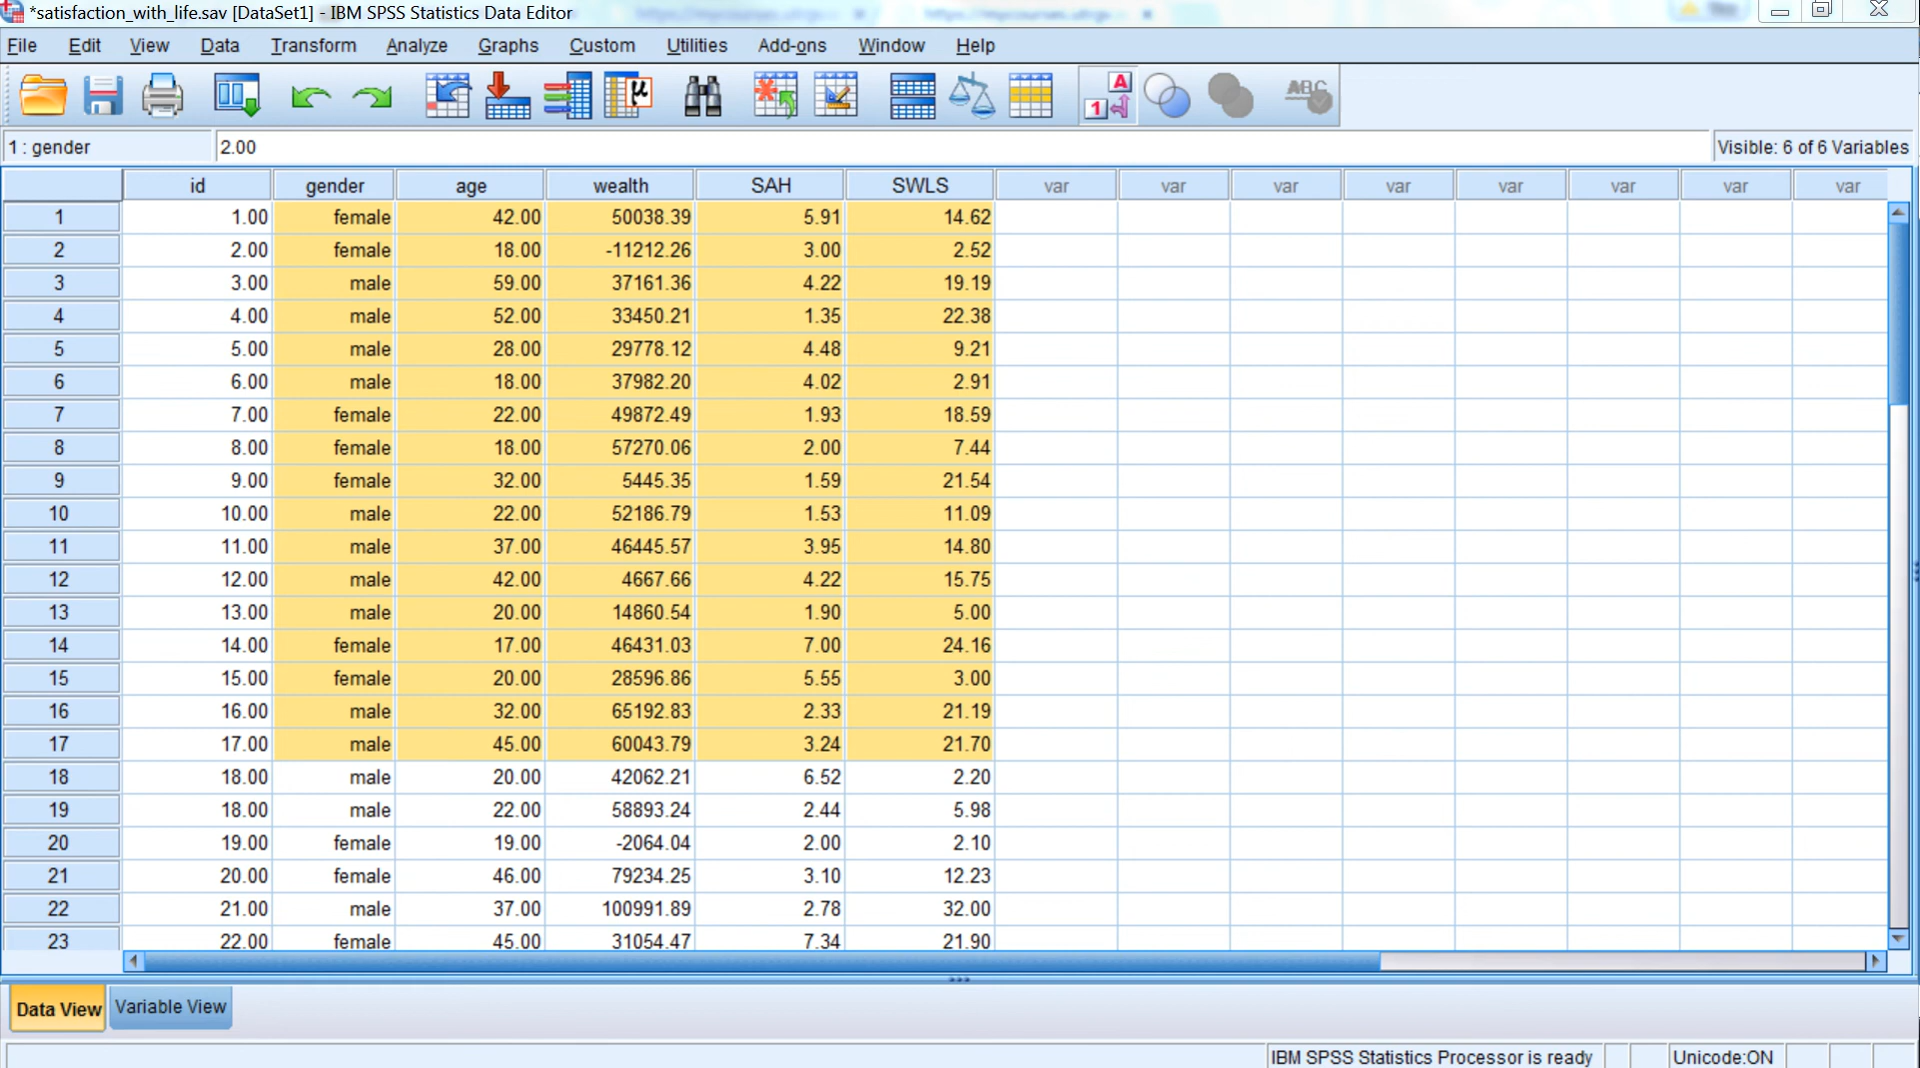 *satisfaction_with_life.sav [DataSet1] - IBM SPSS Statistics Data Editor
File Edit View Data Transform Analyze Graphs Custom Utilities Add-ons Window Help
μ A 1 ABC
1 : gender 2.00 Visible: 6 of 6 Variables
id gender age wealth SAH SWLS var var var var var var var var
1 1.00 female 42.00 50038.39 5.91 14.62
2 2.00 female 18.00 -11212.26 3.00 2.52
3 3.00 male 59.00 37161.36 4.22 19.19
4 4.00 male 52.00 33450.21 1.35 22.38
5 5.00 male 28.00 29778.12 4.48 9.21
6 6.00 male 18.00 37982.20 4.02 2.91
7 7.00 female 22.00 49872.49 1.93 18.59
8 8.00 female 18.00 57270.06 2.00 7.44
9 9.00 female 32.00 5445.35 1.59 21.54
10 10.00 male 22.00 52186.79 1.53 11.09
11 11.00 male 37.00 46445.57 3.95 14.80
12 12.00 male 42.00 4667.66 4.22 15.75
13 13.00 male 20.00 14860.54 1.90 5.00
14 14.00 female 17.00 46431.03 7.00 24.16
15 15.00 female 20.00 28596.86 5.55 3.00
16 16.00 male 32.00 65192.83 2.33 21.19
17 17.00 male 45.00 60043.79 3.24 21.70
18 18.00 male 20.00 42062.21 6.52 2.20
19 18.00 male 22.00 58893.24 2.44 5.98
20 19.00 female 19.00 -2064.04 2.00 2.10
21 20.00 female 46.00 79234.25 3.10 12.23
22 21.00 male 37.00 100991.89 2.78 32.00
23 22.00 female 45.00 31054.47 7.34 21.90
Data View Variable View
IBM SPSS Statistics Processor is ready Unicode:ON